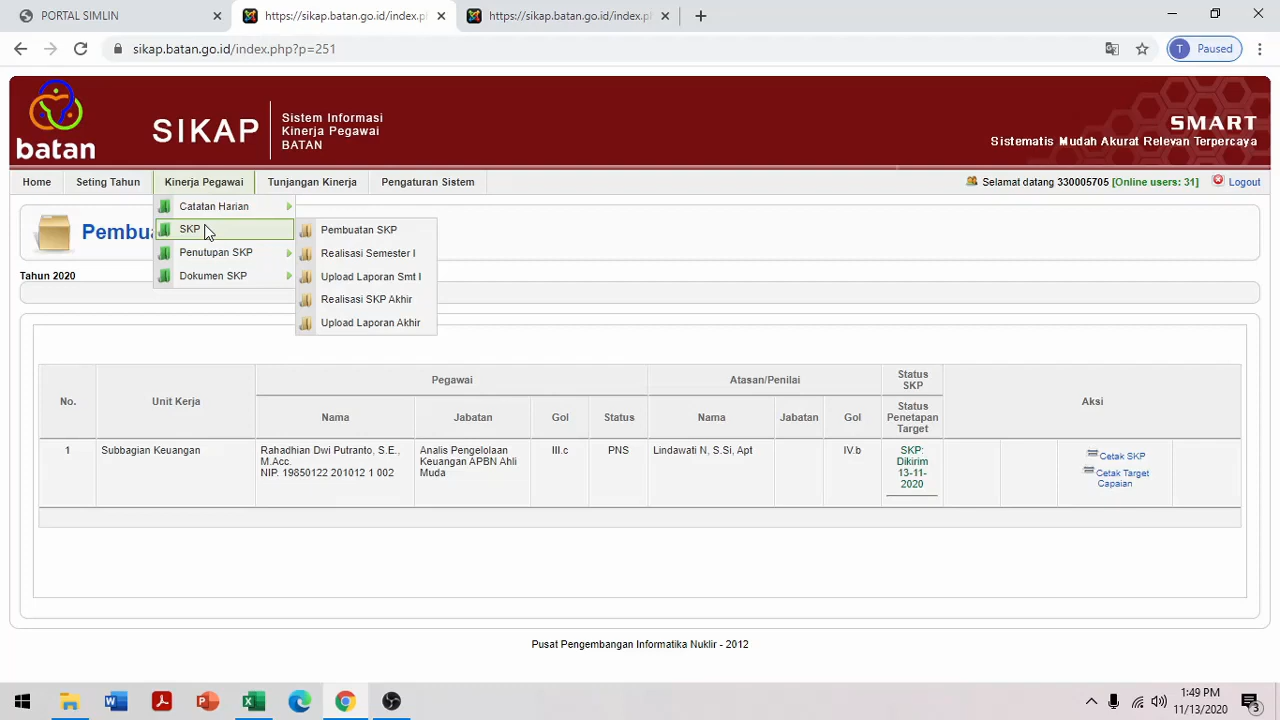 PORTAL SIMLIN
https://sikap.batan.go.id/index.p
https://sikap.batan.go.id/index.p
sikap.batan.go.id/index.php?p=251
T Paused
batan
SIKAP
Sistem Informasi
Kinerja Pegawai
BATAN
SMART
Sistematis Mudah Akurat Relevan Terpercaya
Home Seting Tahun Kinerja Pegawai Tunjangan Kinerja Pengaturan Sistem Selamat datang 330005705 [Online users: 31] Logout
Catatan Harian
SKP
Penutupan SKP
Dokumen SKP
Pembuatan SKP
Realisasi Semester I
Upload Laporan Smt I
Realisasi SKP Akhir
Upload Laporan Akhir
Pembua
Tahun 2020
No. Unit Kerja Pegawai Atasan/Penilai Status
SKP Aksi
Nama Jabatan Gol Status Nama Jabatan Gol Status
Penetapan
Target
1 Subbagian Keuangan Rahadhian Dwi Putranto, S.E.,
M.Acc.
NIP. 19850122 201012 1 002
Analis Pengelolaan
Keuangan APBN Ahli
Muda
III.c PNS Lindawati N, S.Si, Apt IV.b
SKP:
Dikirim
13-11-
2020
Cetak SKP
Cetak Target
Capaian
Pusat Pengembangan Informatika Nuklir - 2012
1:49 PM
11/13/2020
3